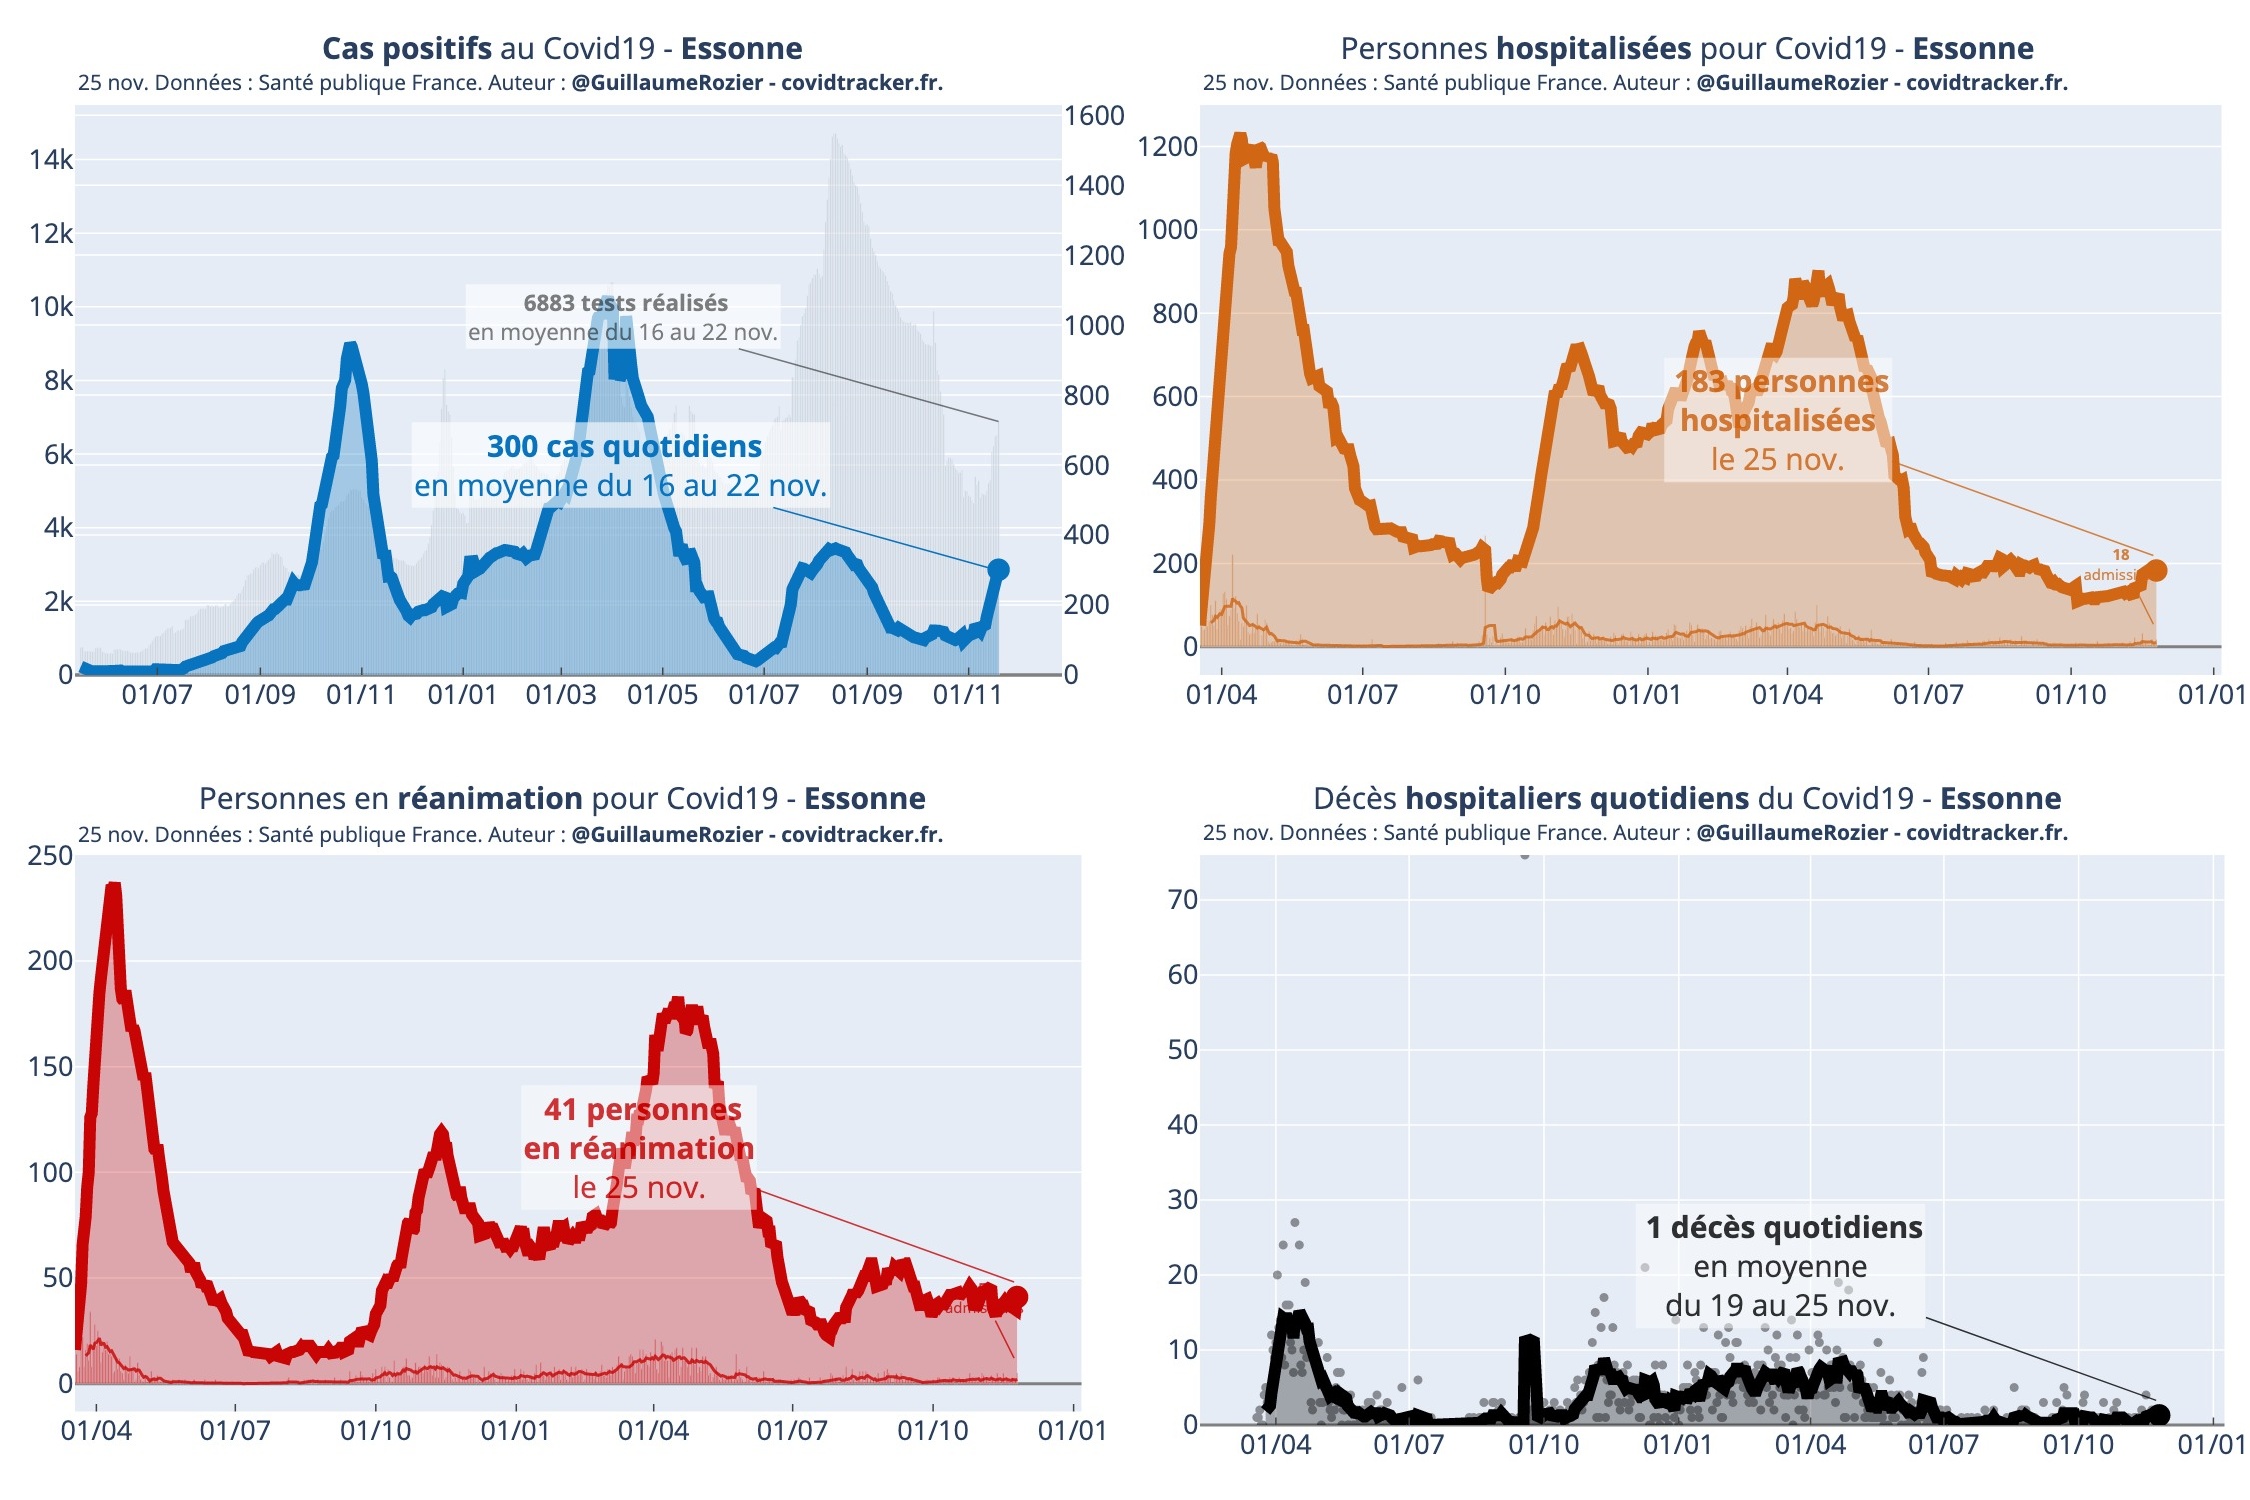 Cas positifs au Covid19 - Essonne
25 nov. Données : Santé publique France. Auteur : @GuillaumeRozier - covidtracker.fr.
14k
12k
10k
8k
6k
4k
2k
0
1600
1400
1200
1000
800
600
400
200
0
6883 tests réalisés
en moyenne du 16 au 22 nov.
300 cas quotidiens
en moyenne du 16 au 22 nov.
01/07 01/09 01/11 01/01 01/03 01/05 01/07 01/09 01/11
Personnes hospitalisées pour Covid19 - Essonne
25 nov. Données : Santé publique France. Auteur : @GuillaumeRozier - covidtracker.fr.
1200
1000
800
600
400
200
0
183 personnes
hospitalisées
le 25 nov.
18
01/04 01/07 01/10 01/01 01/04 01/07 01/10 01/01
Personnes en réanimation pour Covid19 - Essonne
25 nov. Données : Santé publique France. Auteur : @GuillaumeRozier - covidtracker.fr.
250
200
150
100
50
0
41 personnes
en réanimation
le 25 nov.
01/04 01/07 01/10 01/01 01/04 01/07 01/10 01/01
Décès hospitaliers quotidiens du Covid19 - Essonne
25 nov. Données : Santé publique France. Auteur : @GuillaumeRozier - covidtracker.fr.
70
60
50
40
30
20
10
0
1 décès quotidiens
en moyenne
du 19 au 25 nov.
01/04 01/07 01/10 01/01 01/04 01/07 01/10 01/01